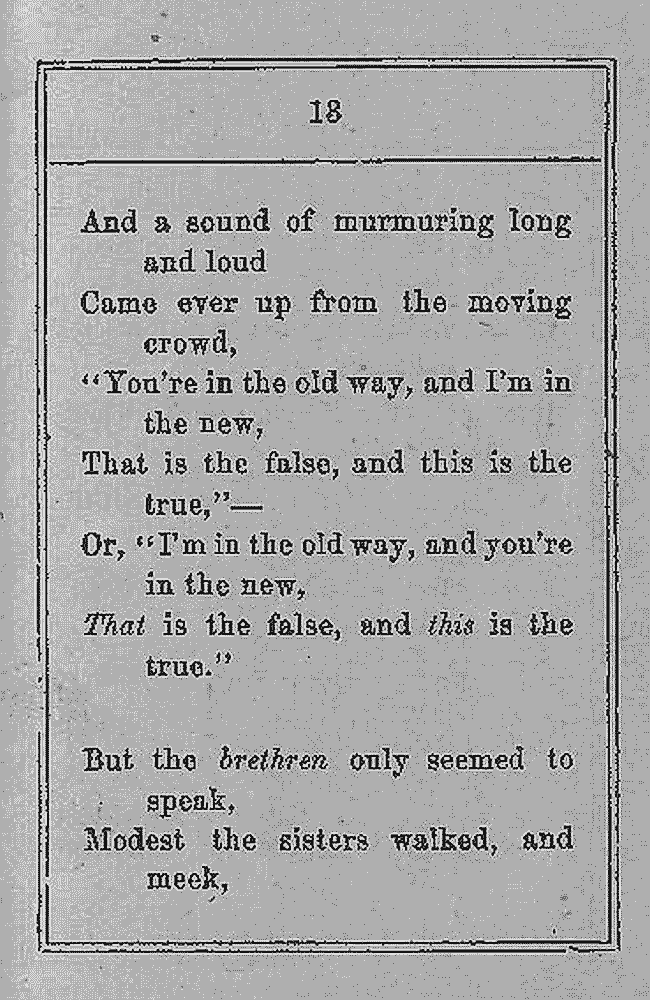 13
And a sound of murmuring long
and loud
Came ever up from the moving
crowd,
“You’re in the old way, and I’m in
the new,
That is the false, and this is the
true,”—
Or, “I’m in the old way, and you’re
in the new,
That is the false, and this is the
true.”
But the brethren only seemed to
speak,
Modest the sisters walked, and
meek,